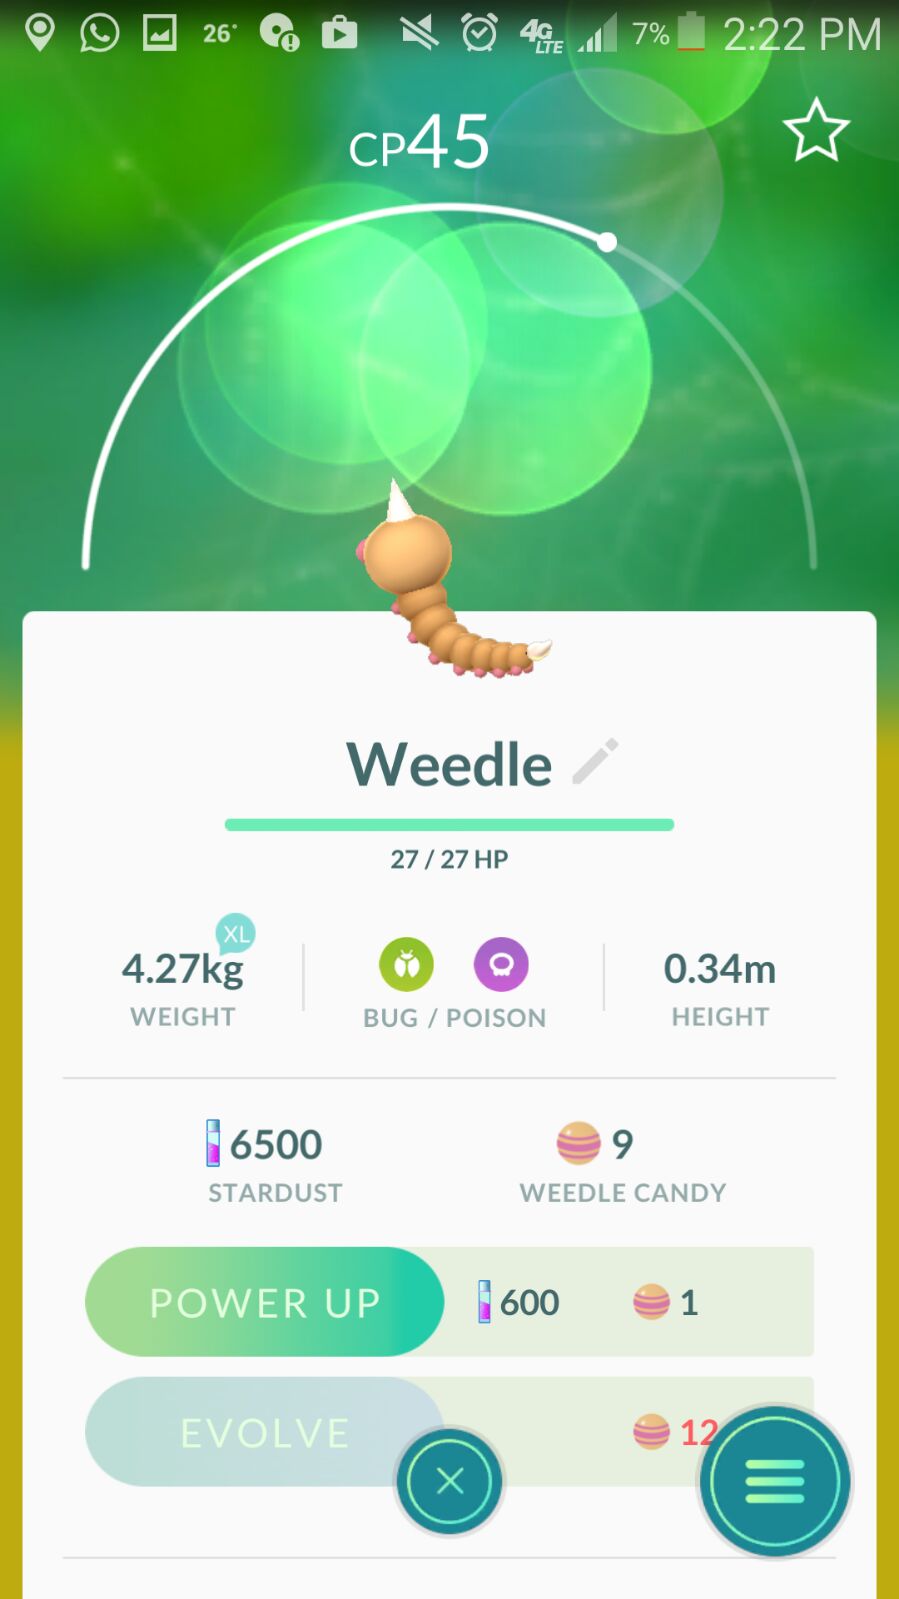 26° 4G LTE 7% 2:22 PM
CP45
Weedle
27 / 27 HP
XL
4.27kg 0.34m
WEIGHT BUG / POISON HEIGHT
6500 9
STARDUST WEEDLE CANDY
POWER UP 600 1
EVOLVE 12